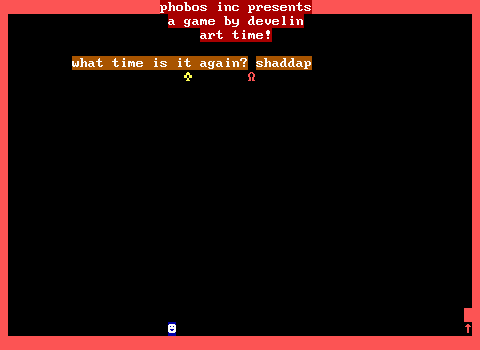 phobos inc presents
a game by develin
art time!
what time is it again? shaddap